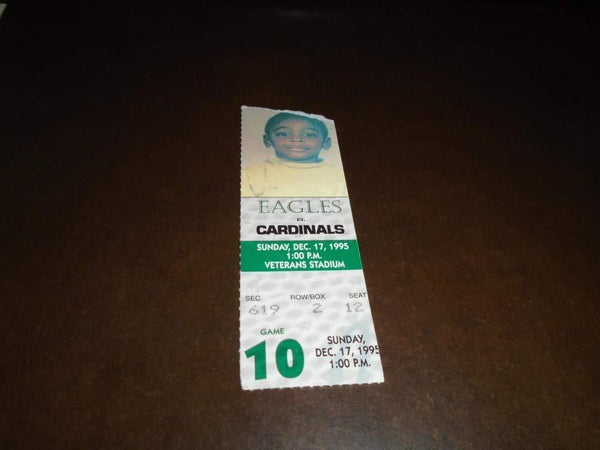 EAGLES
vs.
CARDINALS
SUNDAY, DEC. 17, 1995
1:00 P.M.
VETERANS STADIUM
SEC. ROW/BOX SEAT
619 2 12
GAME
10
SUNDAY,
DEC. 17, 1995
1:00 P.M.